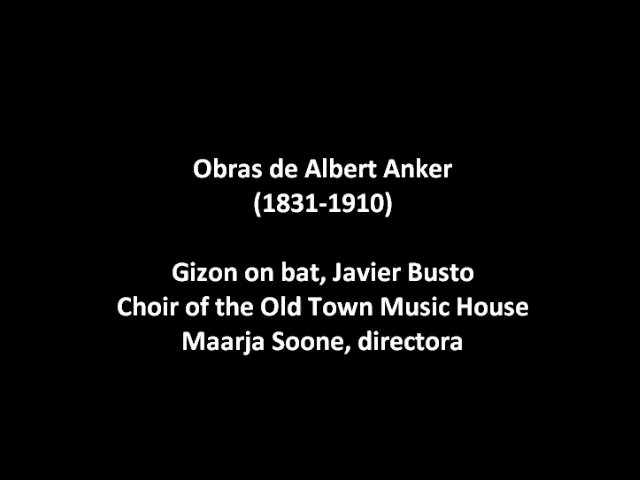 Obras de Albert Anker
(1831-1910)
Gizon on bat, Javier Busto
Choir of the Old Town Music House
Maarja Soone, directora